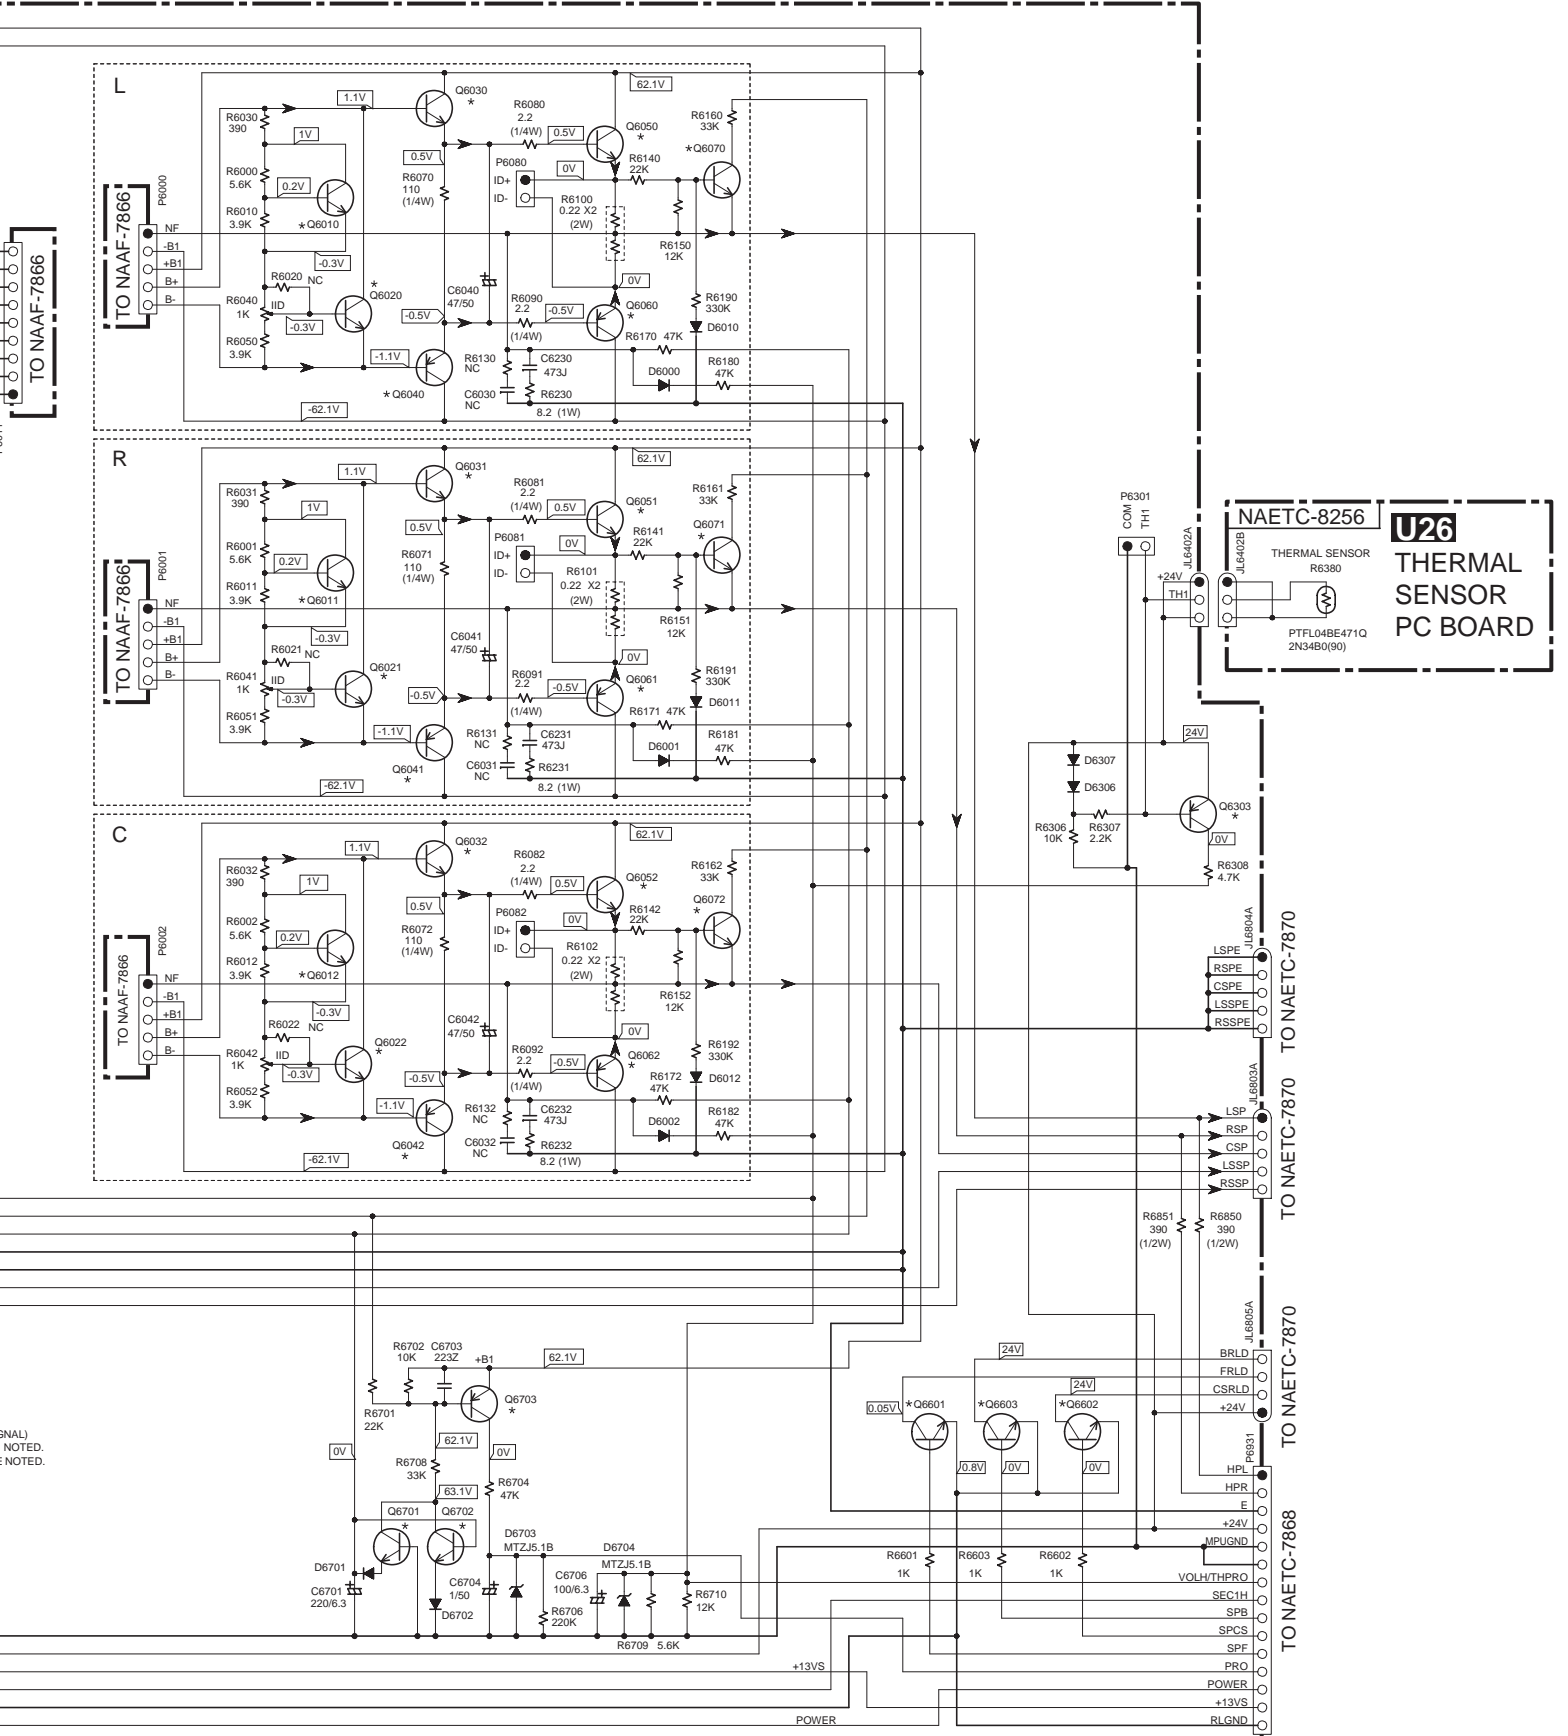 L
1.1V
Q6030
*
62.1V
R6030
390
1V
R6080
2.2
(1/4W)
0.5V
Q6050
*
R6160
33K
*Q6070
R6000
5.6K
0.2V
0.5V
R6070
110
(1/4W)
P6080
ID+
ID-
0V
R6140
22K
R6100
0.22 X2
(2W)
R6010
3.9K
*Q6010
P6000
TO NAAF-7866
NF
-B1
+B1
B+
B-
-0.3V
R6020
NC
*
Q6020
R6150
12K
R6040
1K
IID
-0.3V
R6050
3.9K
C6040
47/50
-0.5V
R6090
2.2
(1/4W)
-0.5V
0V
Q6060
*
R6190
330K
D6010
R6170 47K
-1.1V
*Q6040
R6130
NC
C6030
NC
C6230
473J
R6230
8.2 (1W)
D6000
R6180
47K
-62.1V
TO NAAF-7866
R
1.1V
Q6031
*
62.1V
R6031
390
1V
R6081
2.2
(1/4W)
0.5V
Q6051
*
R6161
33K
Q6071
*
R6001
5.6K
0.2V
0.5V
R6071
110
(1/4W)
P6081
ID+
ID-
0V
R6141
22K
R6101
0.22 X2
(2W)
R6011
3.9K
*Q6011
P6001
TO NAAF-7866
NF
-B1
+B1
B+
B-
-0.3V
R6021
NC
Q6021
*
R6151
12K
R6041
1K
IID
-0.3V
R6051
3.9K
C6041
47/50
-0.5V
R6091
2.2
(1/4W)
-0.5V
0V
Q6061
*
R6191
330K
D6011
R6171 47K
-1.1V
Q6041
*
R6131
NC
C6031
NC
C6231
473J
R6231
8.2 (1W)
D6001
R6181
47K
-62.1V
C
1.1V
Q6032
*
62.1V
R6032
390
1V
R6082
2.2
(1/4W)
0.5V
Q6052
*
R6162
33K
Q6072
*
R6002
5.6K
0.2V
0.5V
R6072
110
(1/4W)
P6082
ID+
ID-
0V
R6142
22K
R6102
0.22 X2
(2W)
R6012
3.9K
*Q6012
P6002
TO NAAF-7866
NF
-B1
+B1
B+
B-
-0.3V
R6022
NC
Q6022
*
R6152
12K
R6042
1K
IID
-0.3V
R6052
3.9K
C6042
47/50
-0.5V
R6092
2.2
(1/4W)
-0.5V
0V
Q6062
*
R6192
330K
D6012
R6172
47K
-1.1V
Q6042
*
R6132
NC
C6032
NC
C6232
473J
R6232
8.2 (1W)
D6002
R6182
47K
-62.1V
P6301
COM
TH1
JL6402A
+24V
TH1
NAETC-8256
JL6402B
THERMAL SENSOR
R6380
PTFL04BE471Q
2N34B0(90)
U26
THERMAL
SENSOR
PC BOARD
24V
D6307
D6306
R6306
10K
R6307
2.2K
Q6303
*
0V
R6308
4.7K
JL6804A
LSPE
RSPE
CSPE
LSSPE
RSSPE
TO NAETC-7870
JL6803A
LSP
RSP
CSP
LSSP
RSSP
TO NAETC-7870
R6851
390
(1/2W)
R6850
390
(1/2W)
JL6805A
BRLD
FRLD
CSRLD
+24V
TO NAETC-7870
24V
24V
0.05V
*Q6601
*Q6603
*Q6602
0.8V
0V
0V
R6601
1K
R6603
1K
R6602
1K
P6931
HPL
HPR
E
+24V
MPUGND
VOLH/THPRO
SEC1H
SPB
SPCS
SPF
PRO
POWER
+13VS
RLGND
TO NAETC-7868
R6702
10K
C6703
223Z
+B1
62.1V
R6701
22K
Q6703
*
GNAL)
NOTED.
E NOTED.
0V
62.1V
0V
R6708
33K
63.1V
R6704
47K
Q6701
*
Q6702
*
D6703
MTZJ5.1B
D6704
MTZJ5.1B
D6701
C6701
220/6.3
C6704
1/50
D6702
C6706
100/6.3
R6706
220K
R6710
12K
R6709 5.6K
+13VS
POWER